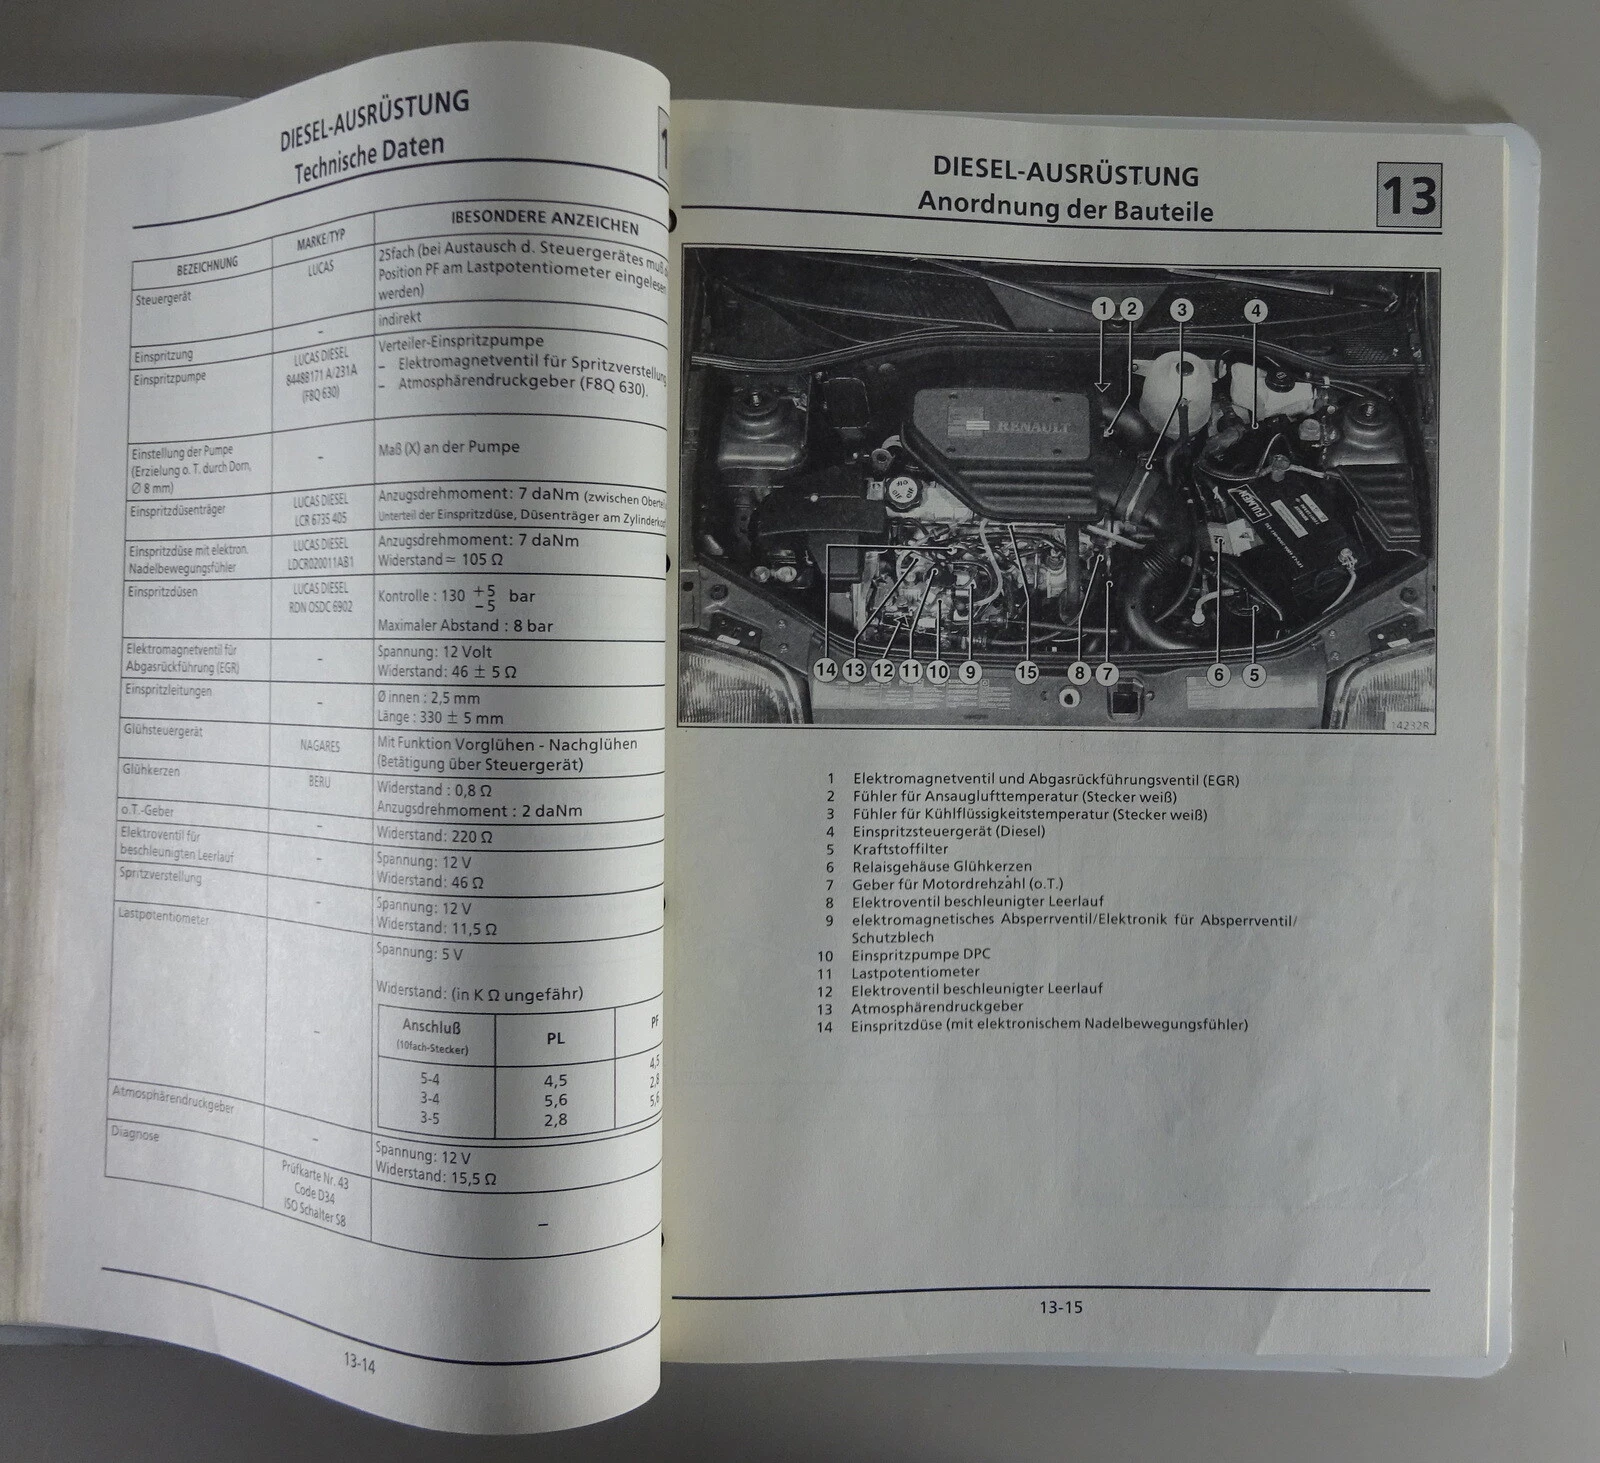 DIESEL-AUSRÜSTUNG
Technische Daten
BEZEICHNUNG
MARKE/TYP
IBESONDERE ANZEICHEN
Steuergerät
LUCAS
25fach (bei Austausch d. Steuergerätes muß
Position PF am Lastpotentiometer eingelesen
werden)
Einspritzung
–
indirekt
Einspritzpumpe
LUCAS DIESEL
84488171 A/231A
(F8Q 630)
Verteiler-Einspritzpumpe
– Elektromagnetventil für Spritzverstellung
– Atmosphärendruckgeber (F8Q 630).
Einstellung der Pumpe
(Erzielung o. T. durch Dorn,
Ø 8 mm)
–
Maß (X) an der Pumpe
Einspritzdüsenträger
LUCAS DIESEL
LCR 6735 405
Anzugsdrehmoment: 7 daNm (zwischen
Unterteil der Einspritzdüse, Düsenträger am
Einspritzdüse mit elektron.
Nadelbewegungsfühler
LUCAS DIESEL
LDCR020011AB1
Anzugsdrehmoment: 7 daNm
Widerstand ≃ 105 Ω
Einspritzdüsen
LUCAS DIESEL
RDN OSDC 6902
Kontrolle : 130 +5 -5 bar
Maximaler Abstand : 8 bar
Elektromagnetventil für
Abgasrückführung (EGR)
–
Spannung: 12 Volt
Widerstand: 46 ± 5 Ω
Einspritzleitungen
–
Ø innen : 2,5 mm
Länge : 330 ± 5 mm
Glühsteuergerät
NAGARES
Mit Funktion Vorglühen - Nachglühen
(Betätigung über Steuergerät)
Glühkerzen
BERU
Widerstand : 0,8 Ω
Anzugsdrehmoment : 2 daNm
o.T.-Geber
–
Widerstand: 220 Ω
Elektroventil für
beschleunigten Leerlauf
–
Spannung: 12 V
Widerstand: 46 Ω
Spritzverstellung
–
Spannung: 12 V
Widerstand: 11,5 Ω
Lastpotentiometer
–
Spannung: 5 V
Widerstand: (in K Ω ungefähr)
Anschluß
(10fach-Stecker)
PL
PF
5-4 4,5 4,5
3-4 5,6 2,8
3-5 2,8 5,6
Atmosphärendruckgeber
–
Spannung: 12 V
Widerstand: 15,5 Ω
Diagnose
Prüfkarte Nr. 43
Code D34
ISO Schalter S8
–
13-14
DIESEL-AUSRÜSTUNG
Anordnung der Bauteile
13
1 2 3 4
RENAULT
FULMEN
14 13 12 11 10 9 15 8 7 6 5
14232R
1 Elektromagnetventil und Abgasrückführungsventil (EGR)
2 Fühler für Ansauglufttemperatur (Stecker weiß)
3 Fühler für Kühlflüssigkeitstemperatur (Stecker weiß)
4 Einspritzsteuergerät (Diesel)
5 Kraftstoffilter
6 Relaisgehäuse Glühkerzen
7 Geber für Motordrehzahl (o.T.)
8 Elektroventil beschleunigter Leerlauf
9 elektromagnetisches Absperrventil/Elektronik für Absperrventil/
Schutzblech
10 Einspritzpumpe DPC
11 Lastpotentiometer
12 Elektroventil beschleunigter Leerlauf
13 Atmosphärendruckgeber
14 Einspritzdüse (mit elektronischem Nadelbewegungsfühler)
13-15